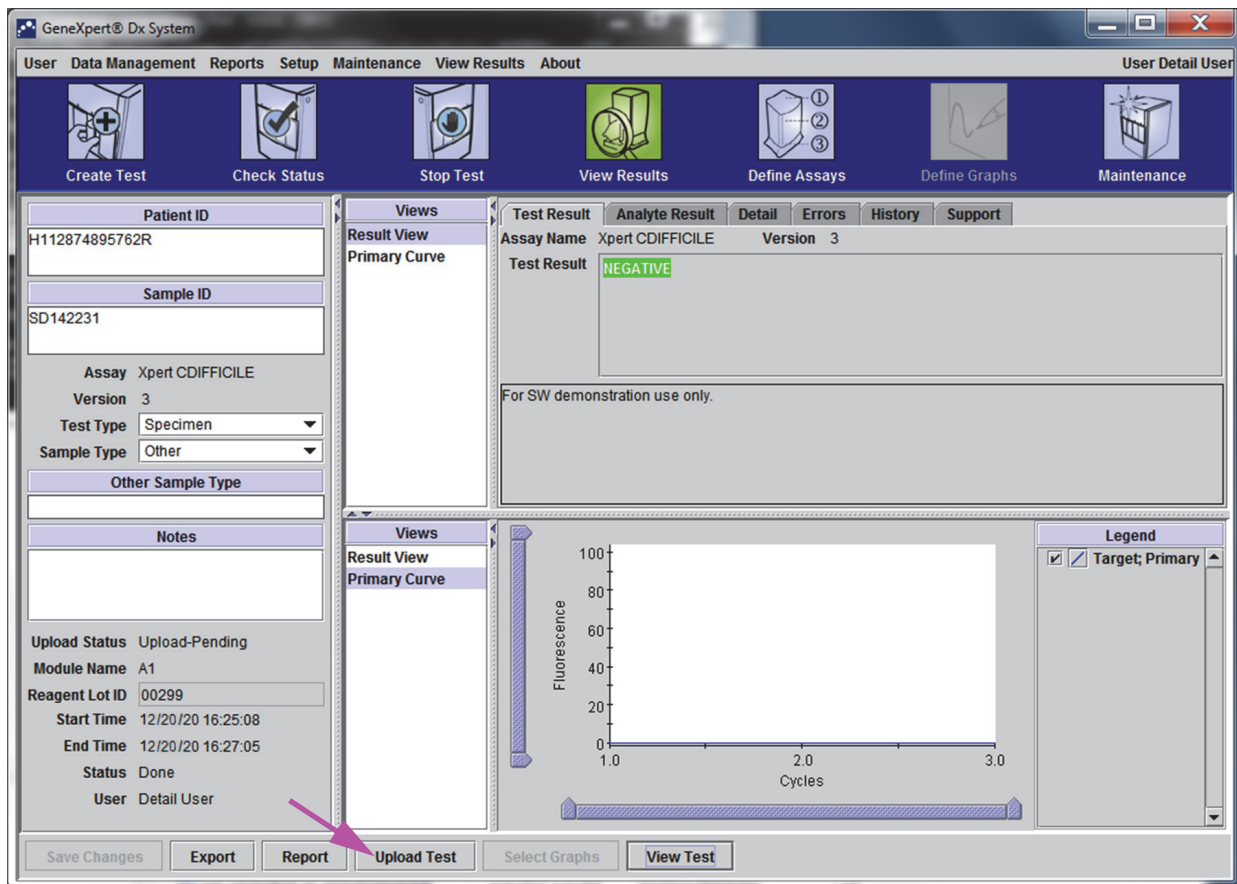 GeneXpert® Dx System
User Data Management Reports Setup Maintenance View Results About User Detail User
Create Test Check Status Stop Test View Results Define Assays Define Graphs Maintenance
Patient ID
H112874895762R
Sample ID
SD142231
Assay Xpert CDIFFICILE
Version 3
Test Type Specimen
Sample Type Other
Other Sample Type
Notes
Upload Status Upload-Pending
Module Name A1
Reagent Lot ID 00299
Start Time 12/20/20 16:25:08
End Time 12/20/20 16:27:05
Status Done
User Detail User
Views
Result View
Primary Curve
Test Result Analyte Result Detail Errors History Support
Assay Name Xpert CDIFFICILE Version 3
Test Result NEGATIVE
For SW demonstration use only.
Views
Result View
Primary Curve
100
80
60
40
20
0
Fluorescence
1.0 2.0 3.0
Cycles
Legend
Target; Primary
Save Changes Export Report Upload Test Select Graphs View Test
① 
②
③